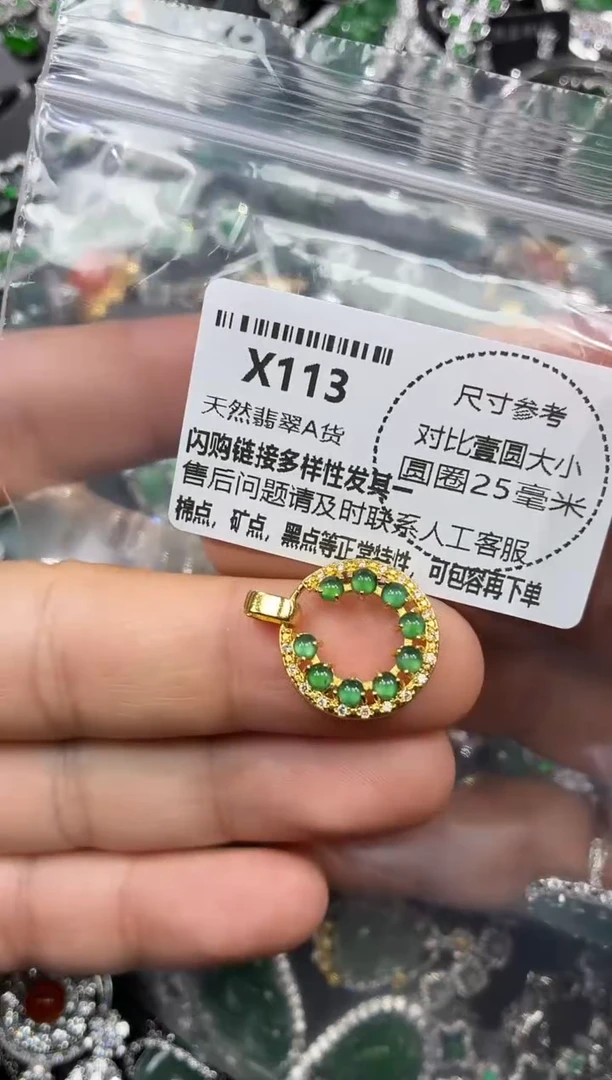 X113
天然翡翠A货
尺寸参考
对比壹圆大小
圆圈25毫米
闪购链接多样性发其一
售后问题请及时联系人工客服
棉点，矿点，黑点等正常特性，可包容再下单